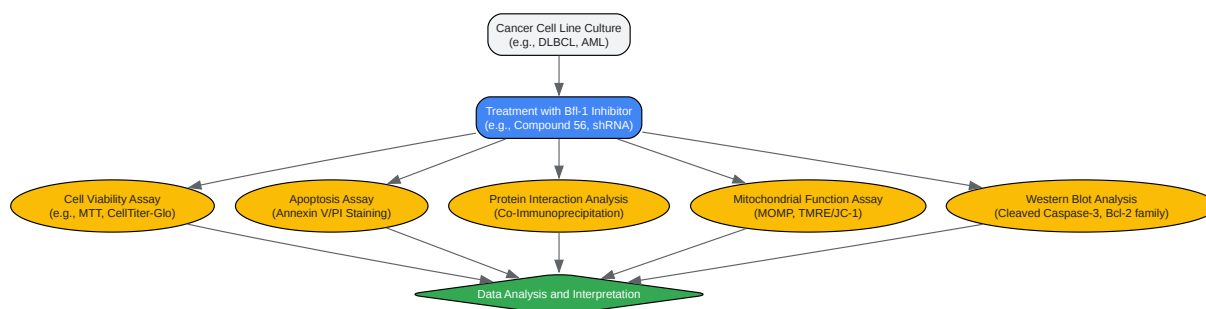 Cancer Cell Line Culture
(e.g., DLBCL, AML)
Treatment with Bfl-1 Inhibitor
(e.g., Compound 56, shRNA)
Cell Viability Assay
(e.g., MTT, CellTiter-Glo)
Apoptosis Assay
(Annexin V/PI Staining)
Protein Interaction Analysis
(Co-Immunoprecipitation)
Mitochondrial Function Assay
(MOMP, TMRE/JC-1)
Western Blot Analysis
(Cleaved Caspase-3, Bcl-2 family)
Data Analysis and Interpretation